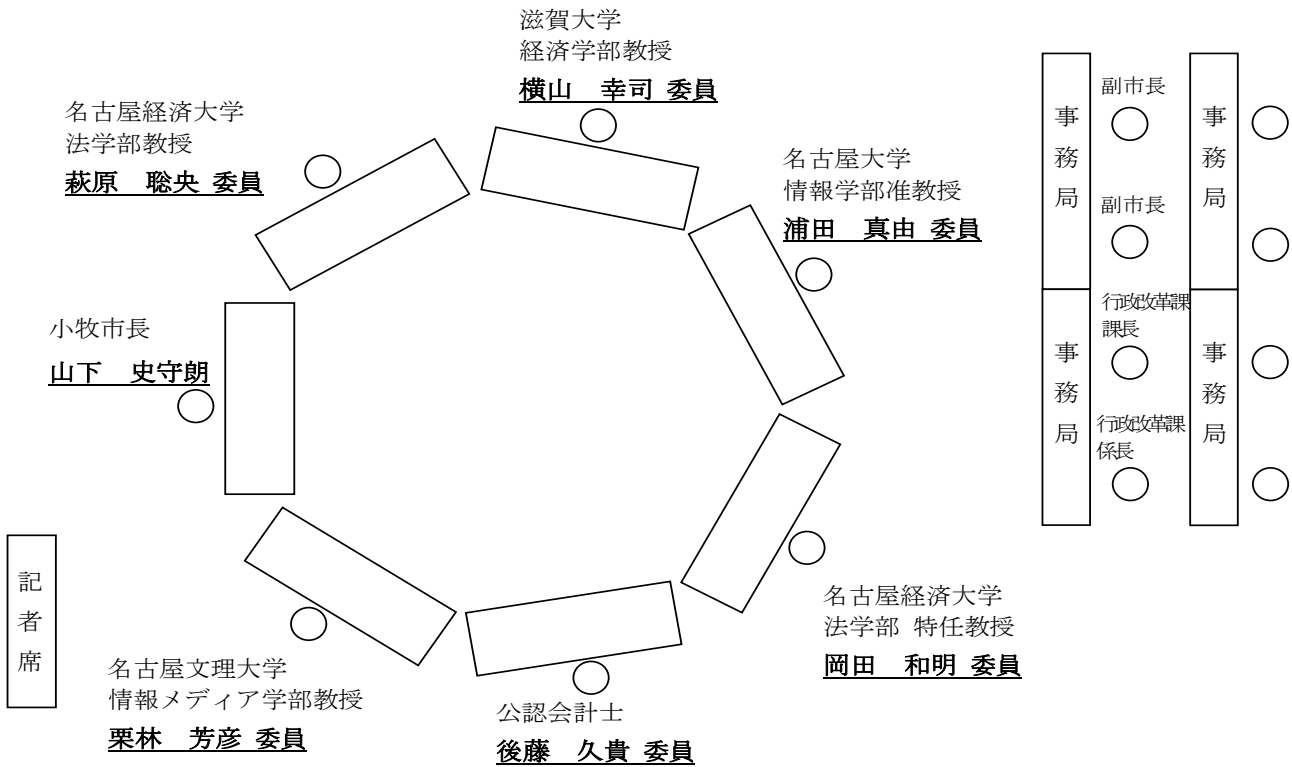 滋賀大学
経済学部教授
横山　幸司 委員
名古屋経済大学
法学部教授
萩原　聡央 委員
名古屋大学
情報学部准教授
浦田　真由 委員
小牧市長
山下　史守朗
名古屋経済大学
法学部 特任教授
岡田　和明 委員
名古屋文理大学
情報メディア学部教授
栗林　芳彦 委員
公認会計士
後藤　久貴 委員
記者席
事務局
副市長
副市長
事務局
事務局
行政改革課
課長
行政改革課
係長
事務局